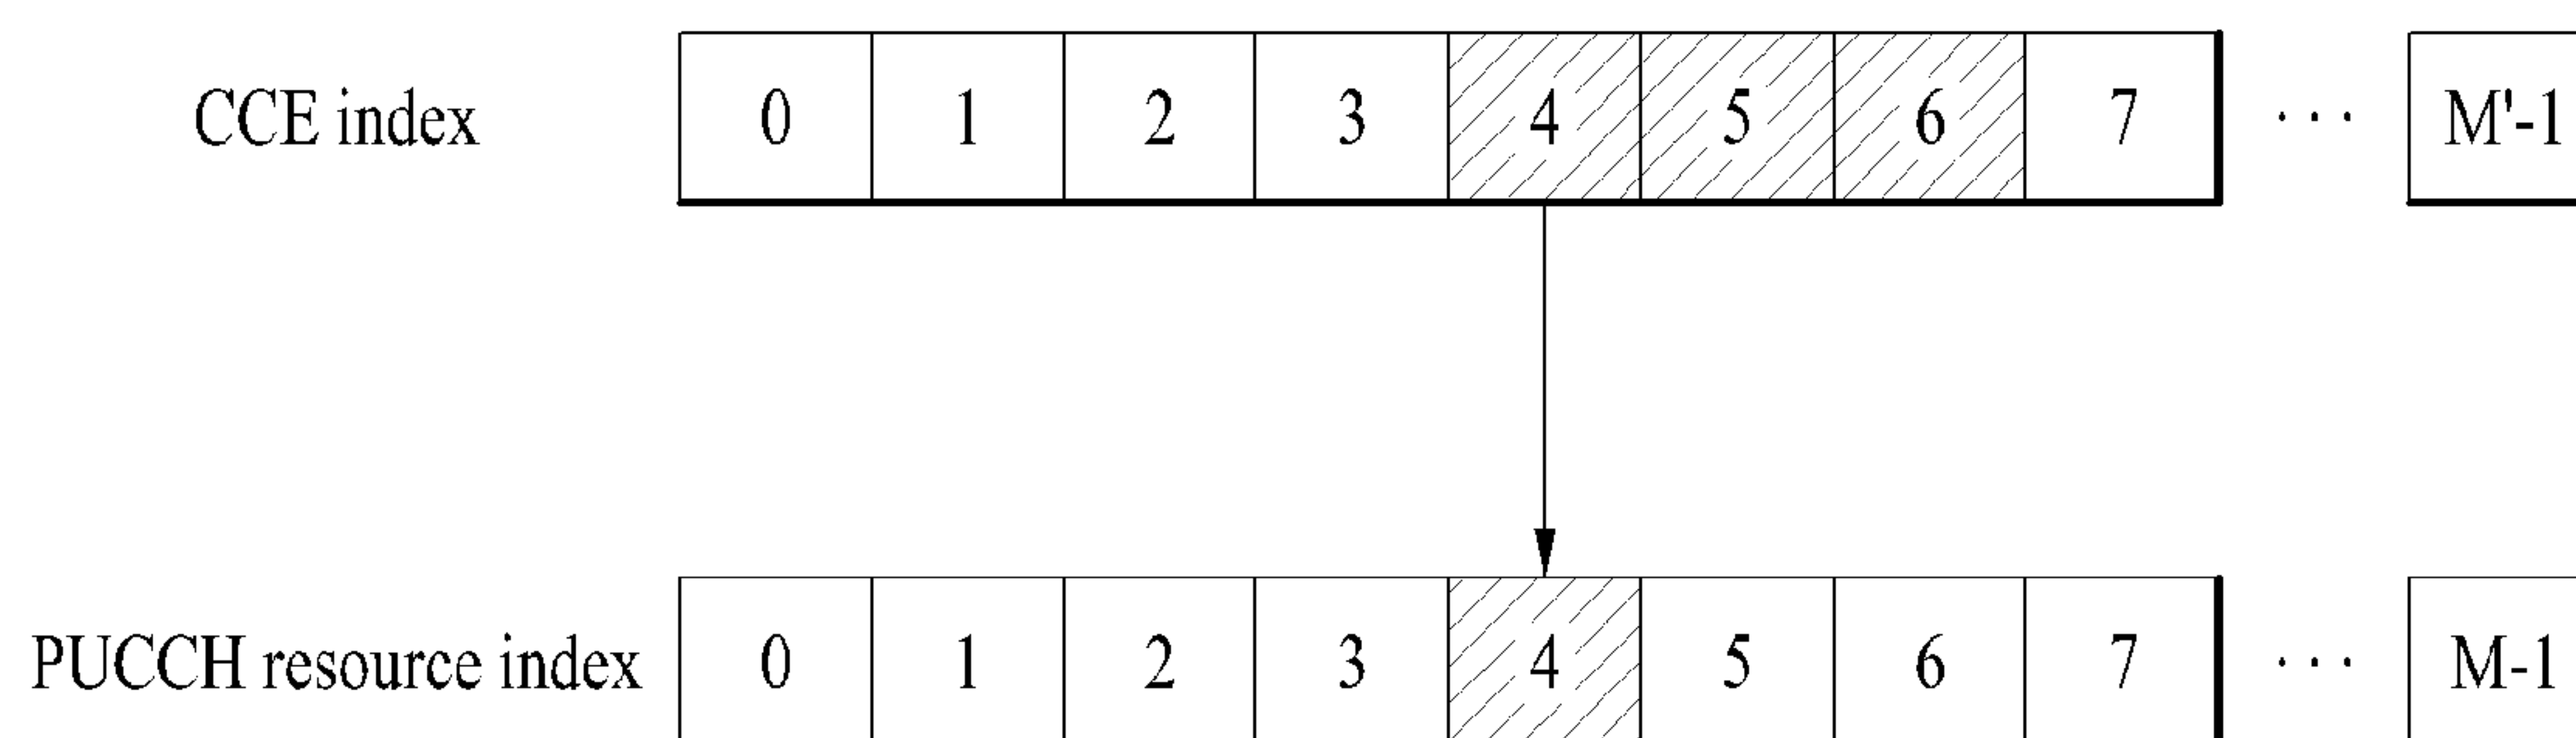 CCE index 0 1 2 3 4 5 6 7 ... M'-1
PUCCH resource index 0 1 2 3 4 5 6 7 ... M-1